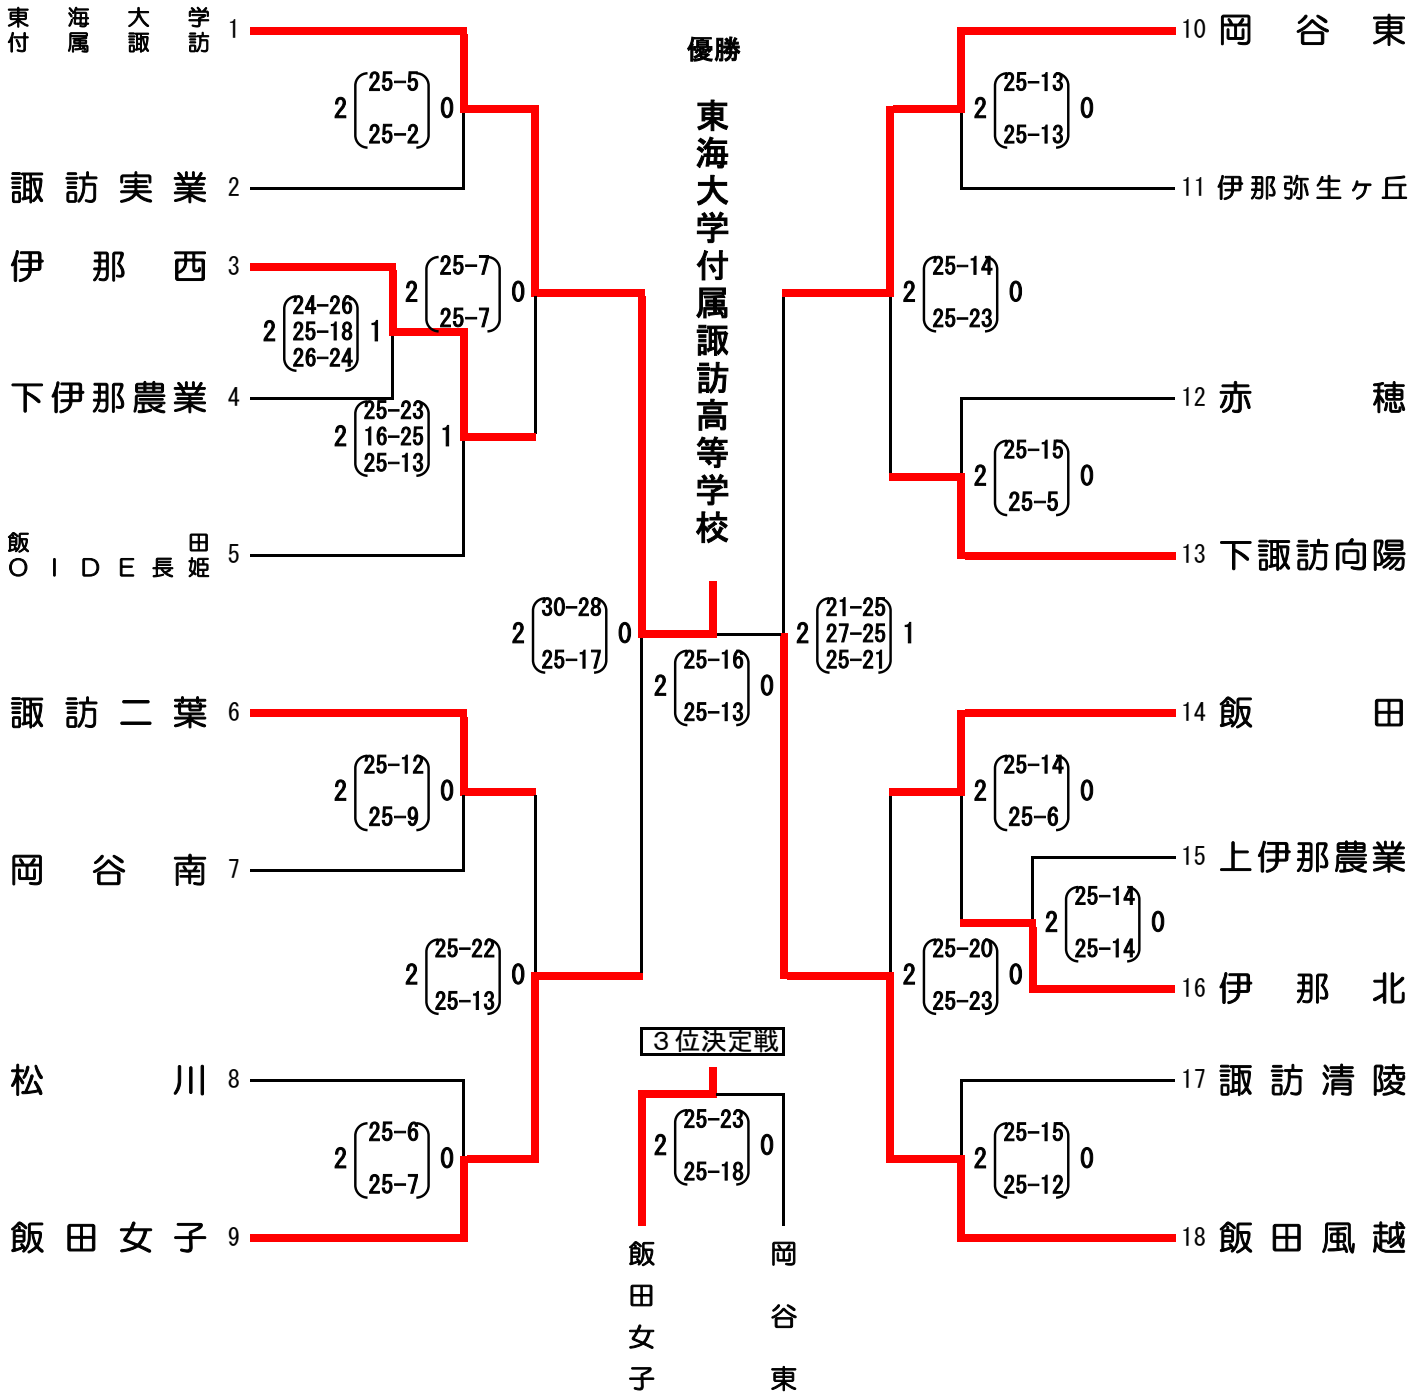 東海大学
付属諏訪 1
諏訪実業 2
伊那西 3
下伊那農業 4
飯田
ＯＩＤＥ長姫 5
諏訪二葉 6
岡谷南 7
松川 8
飯田女子 9
2 25-5 0
25-2
2 24-26 1
25-18
26-24
2 25-7 0
25-7
2 25-23 1
16-25
25-13
2 30-28 0
25-17
2 25-12 0
25-9
2 25-22 0
25-13
2 25-6 0
25-7
優勝
東海大学付属諏訪高等学校
2 25-16 0
25-13
３位決定戦
2 25-23 0
25-18
飯田女子
岡谷東
10 岡谷東
11 伊那弥生ヶ丘
12 赤穂
13 下諏訪向陽
14 飯田
15 上伊那農業
16 伊那北
17 諏訪清陵
18 飯田風越
2 25-13 0
25-13
2 25-14 0
25-23
2 25-15 0
25-5
2 21-25 1
27-25
25-21
2 25-14 0
25-6
2 25-14 0
25-14
2 25-20 0
25-23
2 25-15 0
25-12